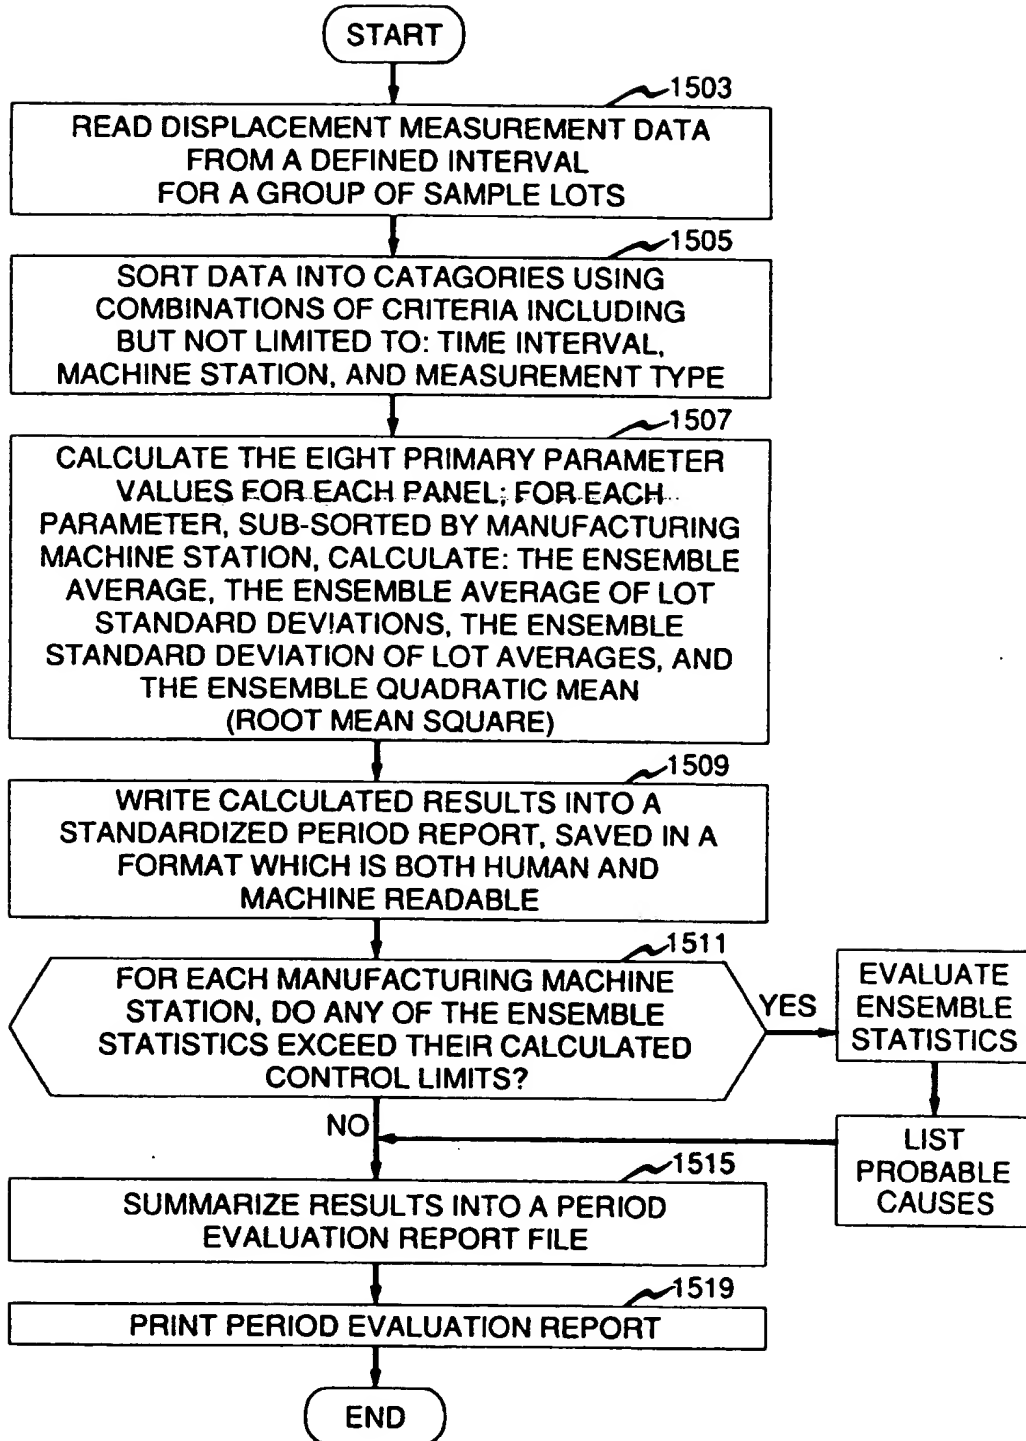 START
1503
READ DISPLACEMENT MEASUREMENT DATA
FROM A DEFINED INTERVAL
FOR A GROUP OF SAMPLE LOTS
1505
SORT DATA INTO CATAGORIES USING
COMBINATIONS OF CRITERIA INCLUDING
BUT NOT LIMITED TO: TIME INTERVAL,
MACHINE STATION, AND MEASUREMENT TYPE
1507
CALCULATE THE EIGHT PRIMARY PARAMETER
VALUES FOR EACH PANEL; FOR EACH
PARAMETER, SUB-SORTED BY MANUFACTURING
MACHINE STATION, CALCULATE: THE ENSEMBLE
AVERAGE, THE ENSEMBLE AVERAGE OF LOT
STANDARD DEVIATIONS, THE ENSEMBLE
STANDARD DEVIATION OF LOT AVERAGES, AND
THE ENSEMBLE QUADRATIC MEAN
(ROOT MEAN SQUARE)
1509
WRITE CALCULATED RESULTS INTO A
STANDARDIZED PERIOD REPORT, SAVED IN A
FORMAT WHICH IS BOTH HUMAN AND
MACHINE READABLE
1511
FOR EACH MANUFACTURING MACHINE
STATION, DO ANY OF THE ENSEMBLE
STATISTICS EXCEED THEIR CALCULATED
CONTROL LIMITS?
YES
EVALUATE
ENSEMBLE
STATISTICS
LIST
PROBABLE
CAUSES
NO
1515
SUMMARIZE RESULTS INTO A PERIOD
EVALUATION REPORT FILE
1519
PRINT PERIOD EVALUATION REPORT
END